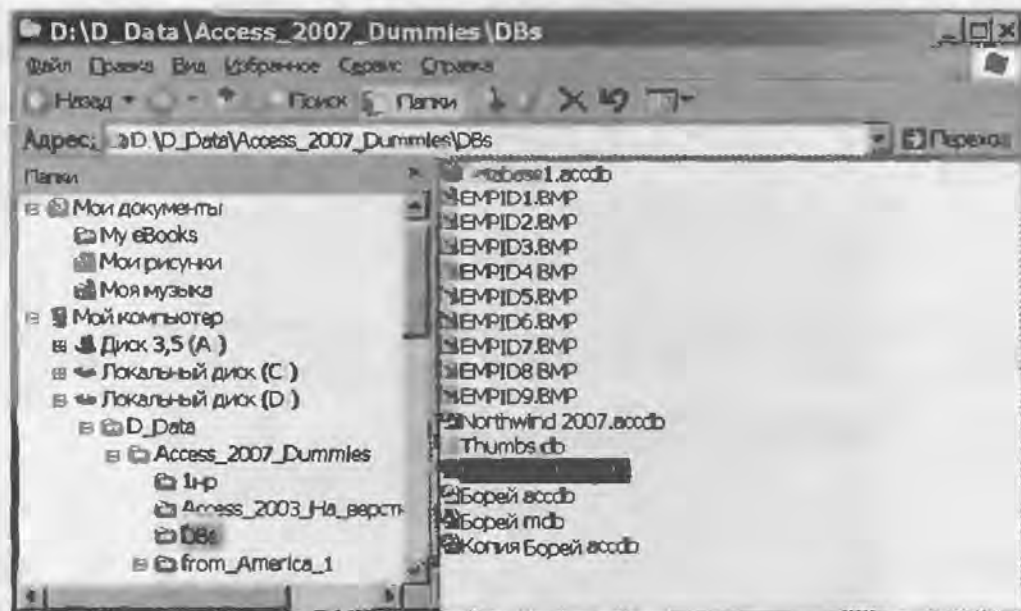 D:\D_Data\Access_2007_Dummies\DBs
Файл Правка Вид Избранное Сервис Справка
Назад Поиск Папки
Адрес: D:\D_Data\Access_2007_Dummies\DBs Переход
Папки
Мои документы
My eBooks
Мои рисунки
Моя музыка
Мой компьютер
Диск 3,5 (A )
Локальный диск (C )
Локальный диск (D )
D_Data
Access_2007_Dummies
Access_2003_На_верстк
DBs
from_America_1
EMPID1.BMP
EMPID2.BMP
EMPID3.BMP
EMPID4.BMP
EMPID5.BMP
EMPID6.BMP
EMPID7.BMP
EMPID8.BMP
EMPID9.BMP
Northwind 2007.accdb
Thumbs db
Борей accdb
Борей mdb
Копия Борей accdb